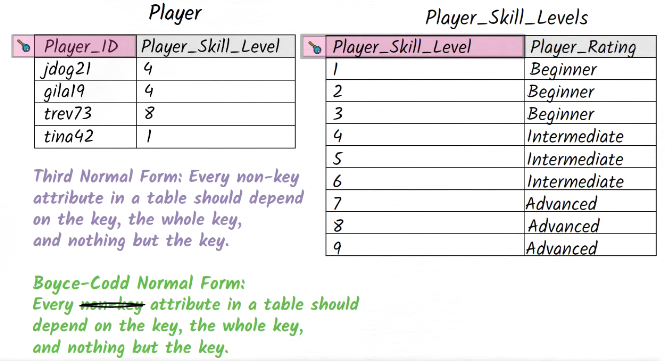 Player
Player_ID Player_Skill_Level
jdog21 4
gila19 4
trev73 8
tina42 1
Third Normal Form: Every non-key
attribute in a table should depend
on the key, the whole key,
and nothing but the key.
Boyce-Codd Normal Form:
Every non-key attribute in a table should
depend on the key, the whole key,
and nothing but the key.
Player_Skill_Levels
Player_Skill_Level Player_Rating
1 Beginner
2 Beginner
3 Beginner
4 Intermediate
5 Intermediate
6 Intermediate
7 Advanced
8 Advanced
9 Advanced